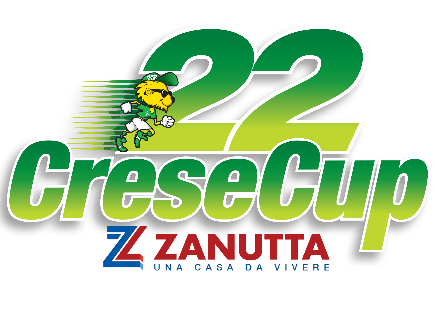 22
CreseCup
ZANUTTA
UNA CASA DA VIVERE